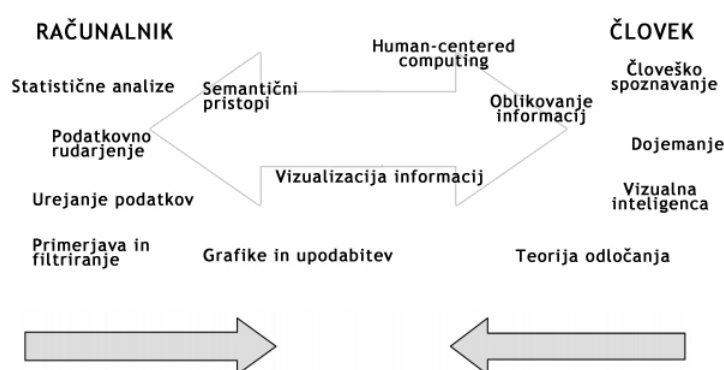 RAČUNALNIK
ČLOVEK
Human-centered
computing
Statistične analize
Semantični
pristopi
Oblikovanje
informacij
Človeško
spoznavanje
Podatkovno
rudarjenje
Dojemanje
Urejanje podatkov
Vizualizacija informacij
Vizualna
inteligenca
Primerjava in
filtriranje
Grafike in upodabitev
Teorija odločanja